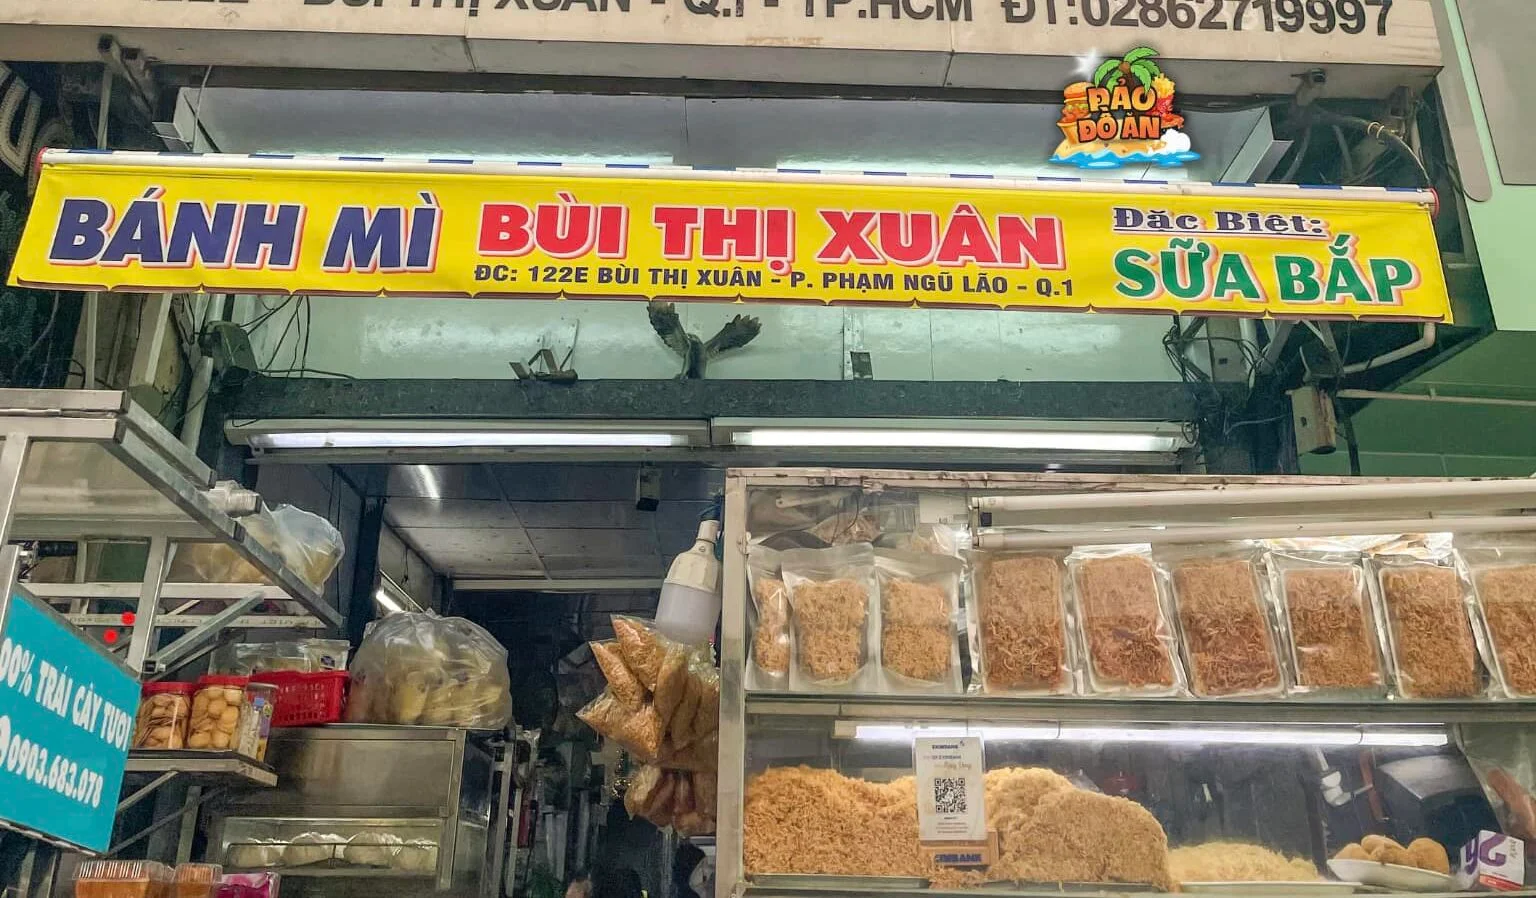 BÙI THỊ XUÂN - Q.1 - TP.HCM ĐT:02862719997
ĐẢO
ĐỒ ĂN
BÁNH MÌ BÙI THỊ XUÂN
ĐC: 122E BÙI THỊ XUÂN - P. PHẠM NGŨ LÃO - Q.1
Đặc Biệt:
SỮA BẮP
00% TRÁI CÂY TƯƠI
0903.683.078
EXIMBANK